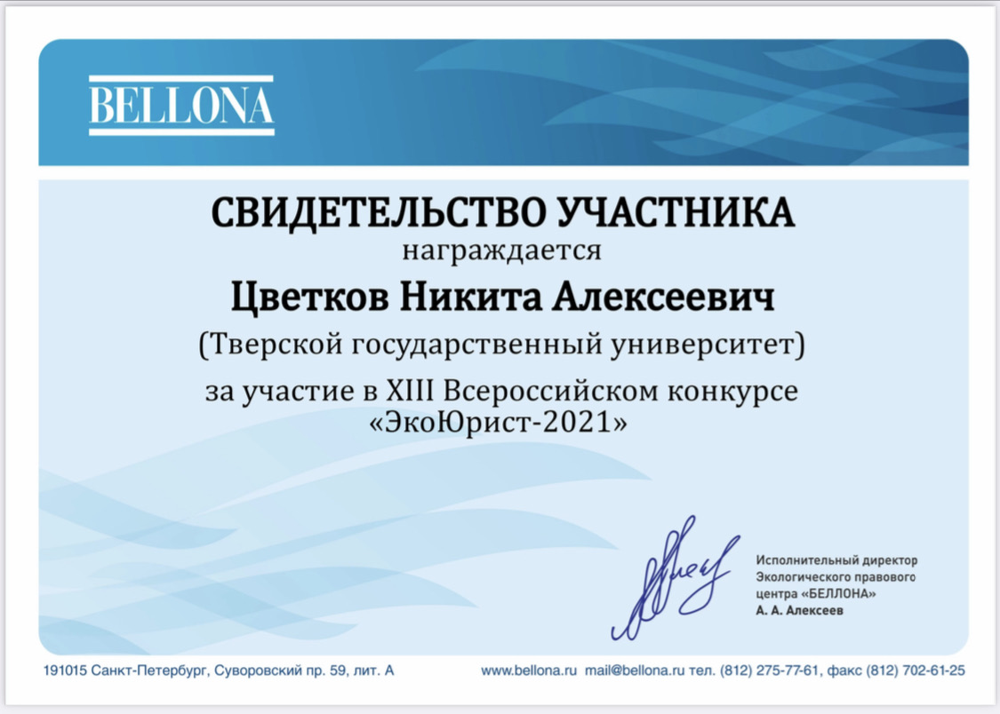 BELLONA
СВИДЕТЕЛЬСТВО УЧАСТНИКА
награждается
Цветков Никита Алексеевич
(Тверской государственный университет)
за участие в XIII Всероссийском конкурсе
«ЭкоЮрист-2021»
Исполнительный директор
Экологического правового
центра «БЕЛЛОНА»
А. А. Алексеев
191015 Санкт-Петербург, Суворовский пр. 59, лит. А
www.bellona.ru mail@bellona.ru тел. (812) 275-77-61, факс (812) 702-61-25